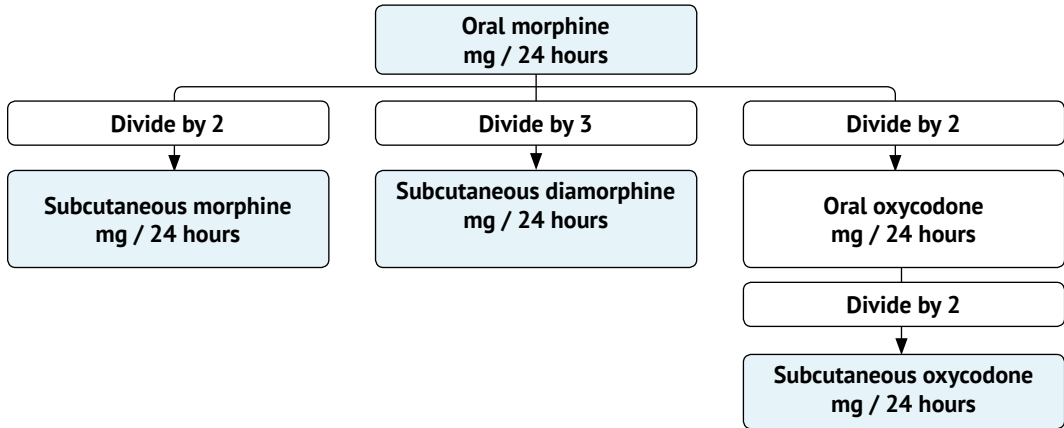 Oral morphine
mg / 24 hours
Divide by 2
Divide by 3
Divide by 2
Subcutaneous morphine
mg / 24 hours
Subcutaneous diamorphine
mg / 24 hours
Oral oxycodone
mg / 24 hours
Divide by 2
Subcutaneous oxycodone
mg / 24 hours